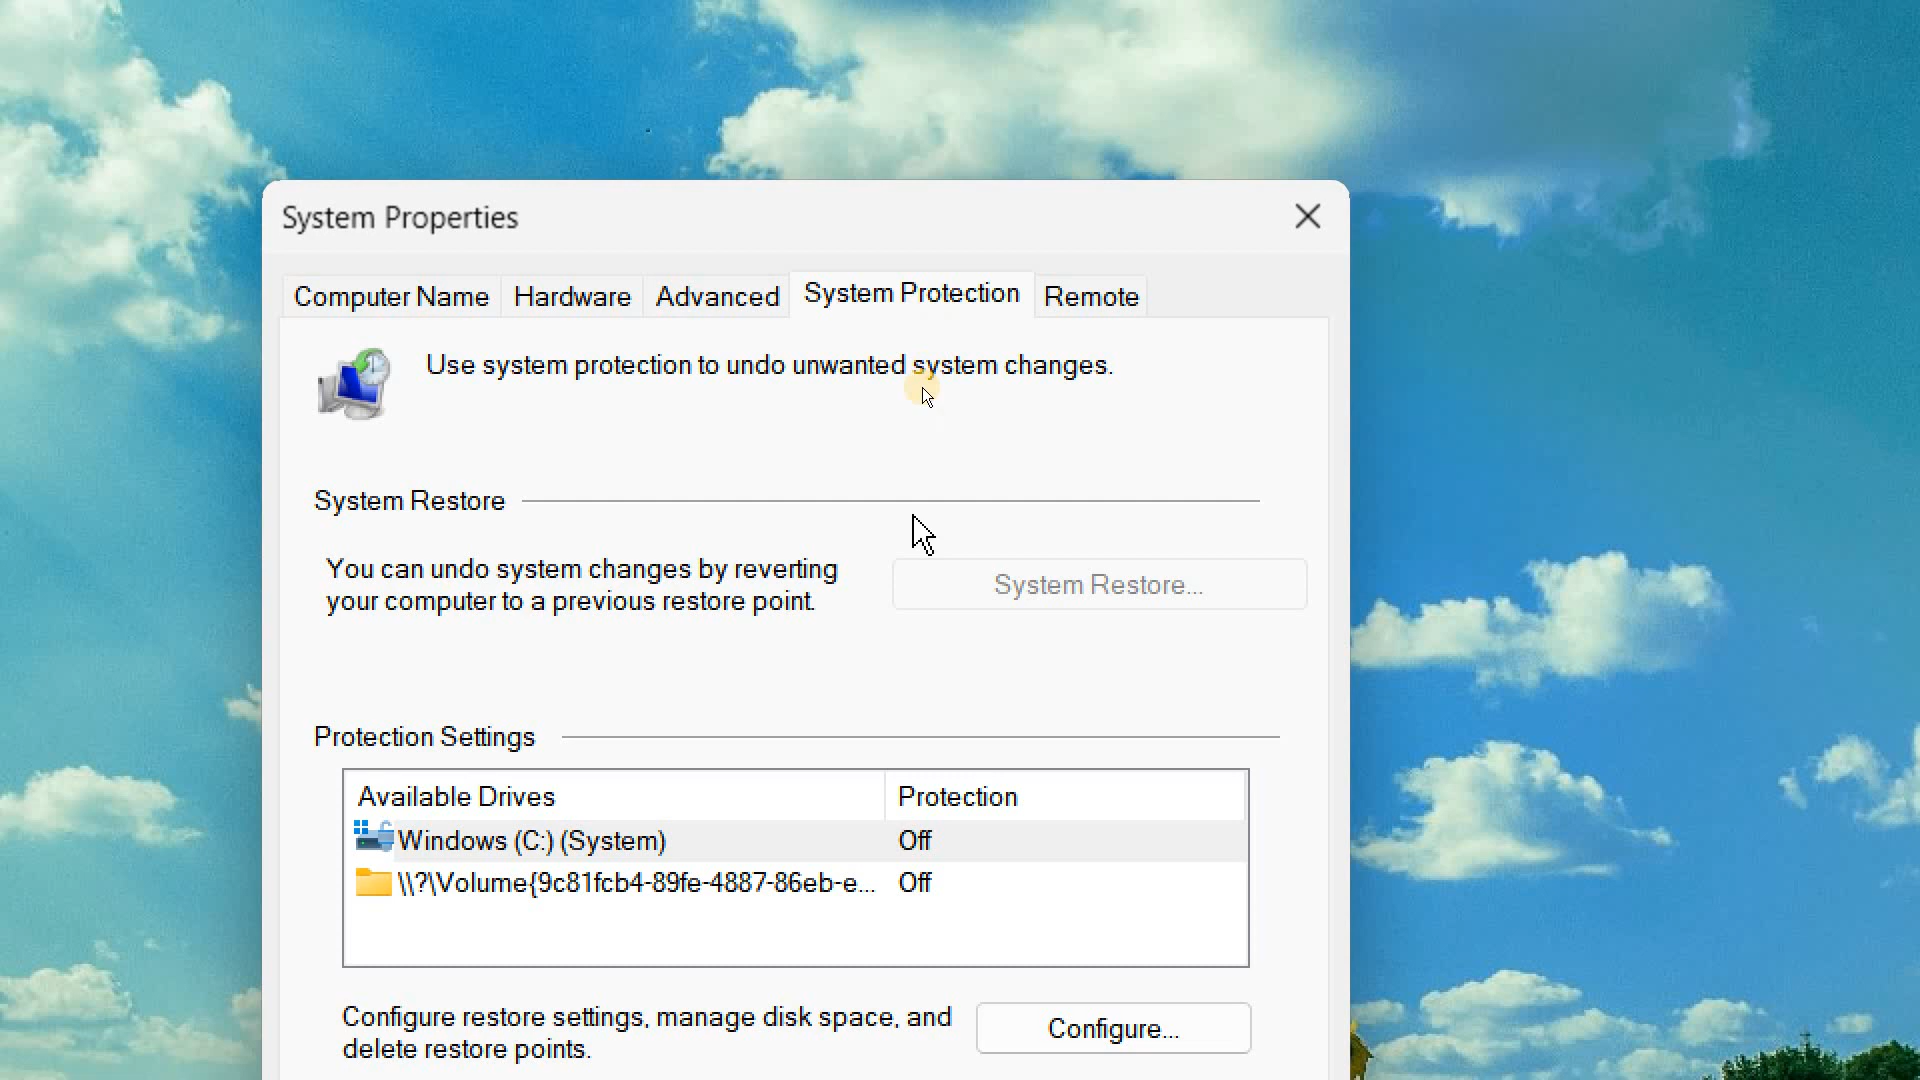 System Properties
Computer Name Hardware Advanced System Protection Remote
Use system protection to undo unwanted system changes.
System Restore
You can undo system changes by reverting
your computer to a previous restore point.
System Restore...
Protection Settings
Available Drives Protection
Windows (C:) (System) Off
\\?\Volume{9c81fcb4-89fe-4887-86eb-e... Off
Configure restore settings, manage disk space, and
delete restore points.
Configure...